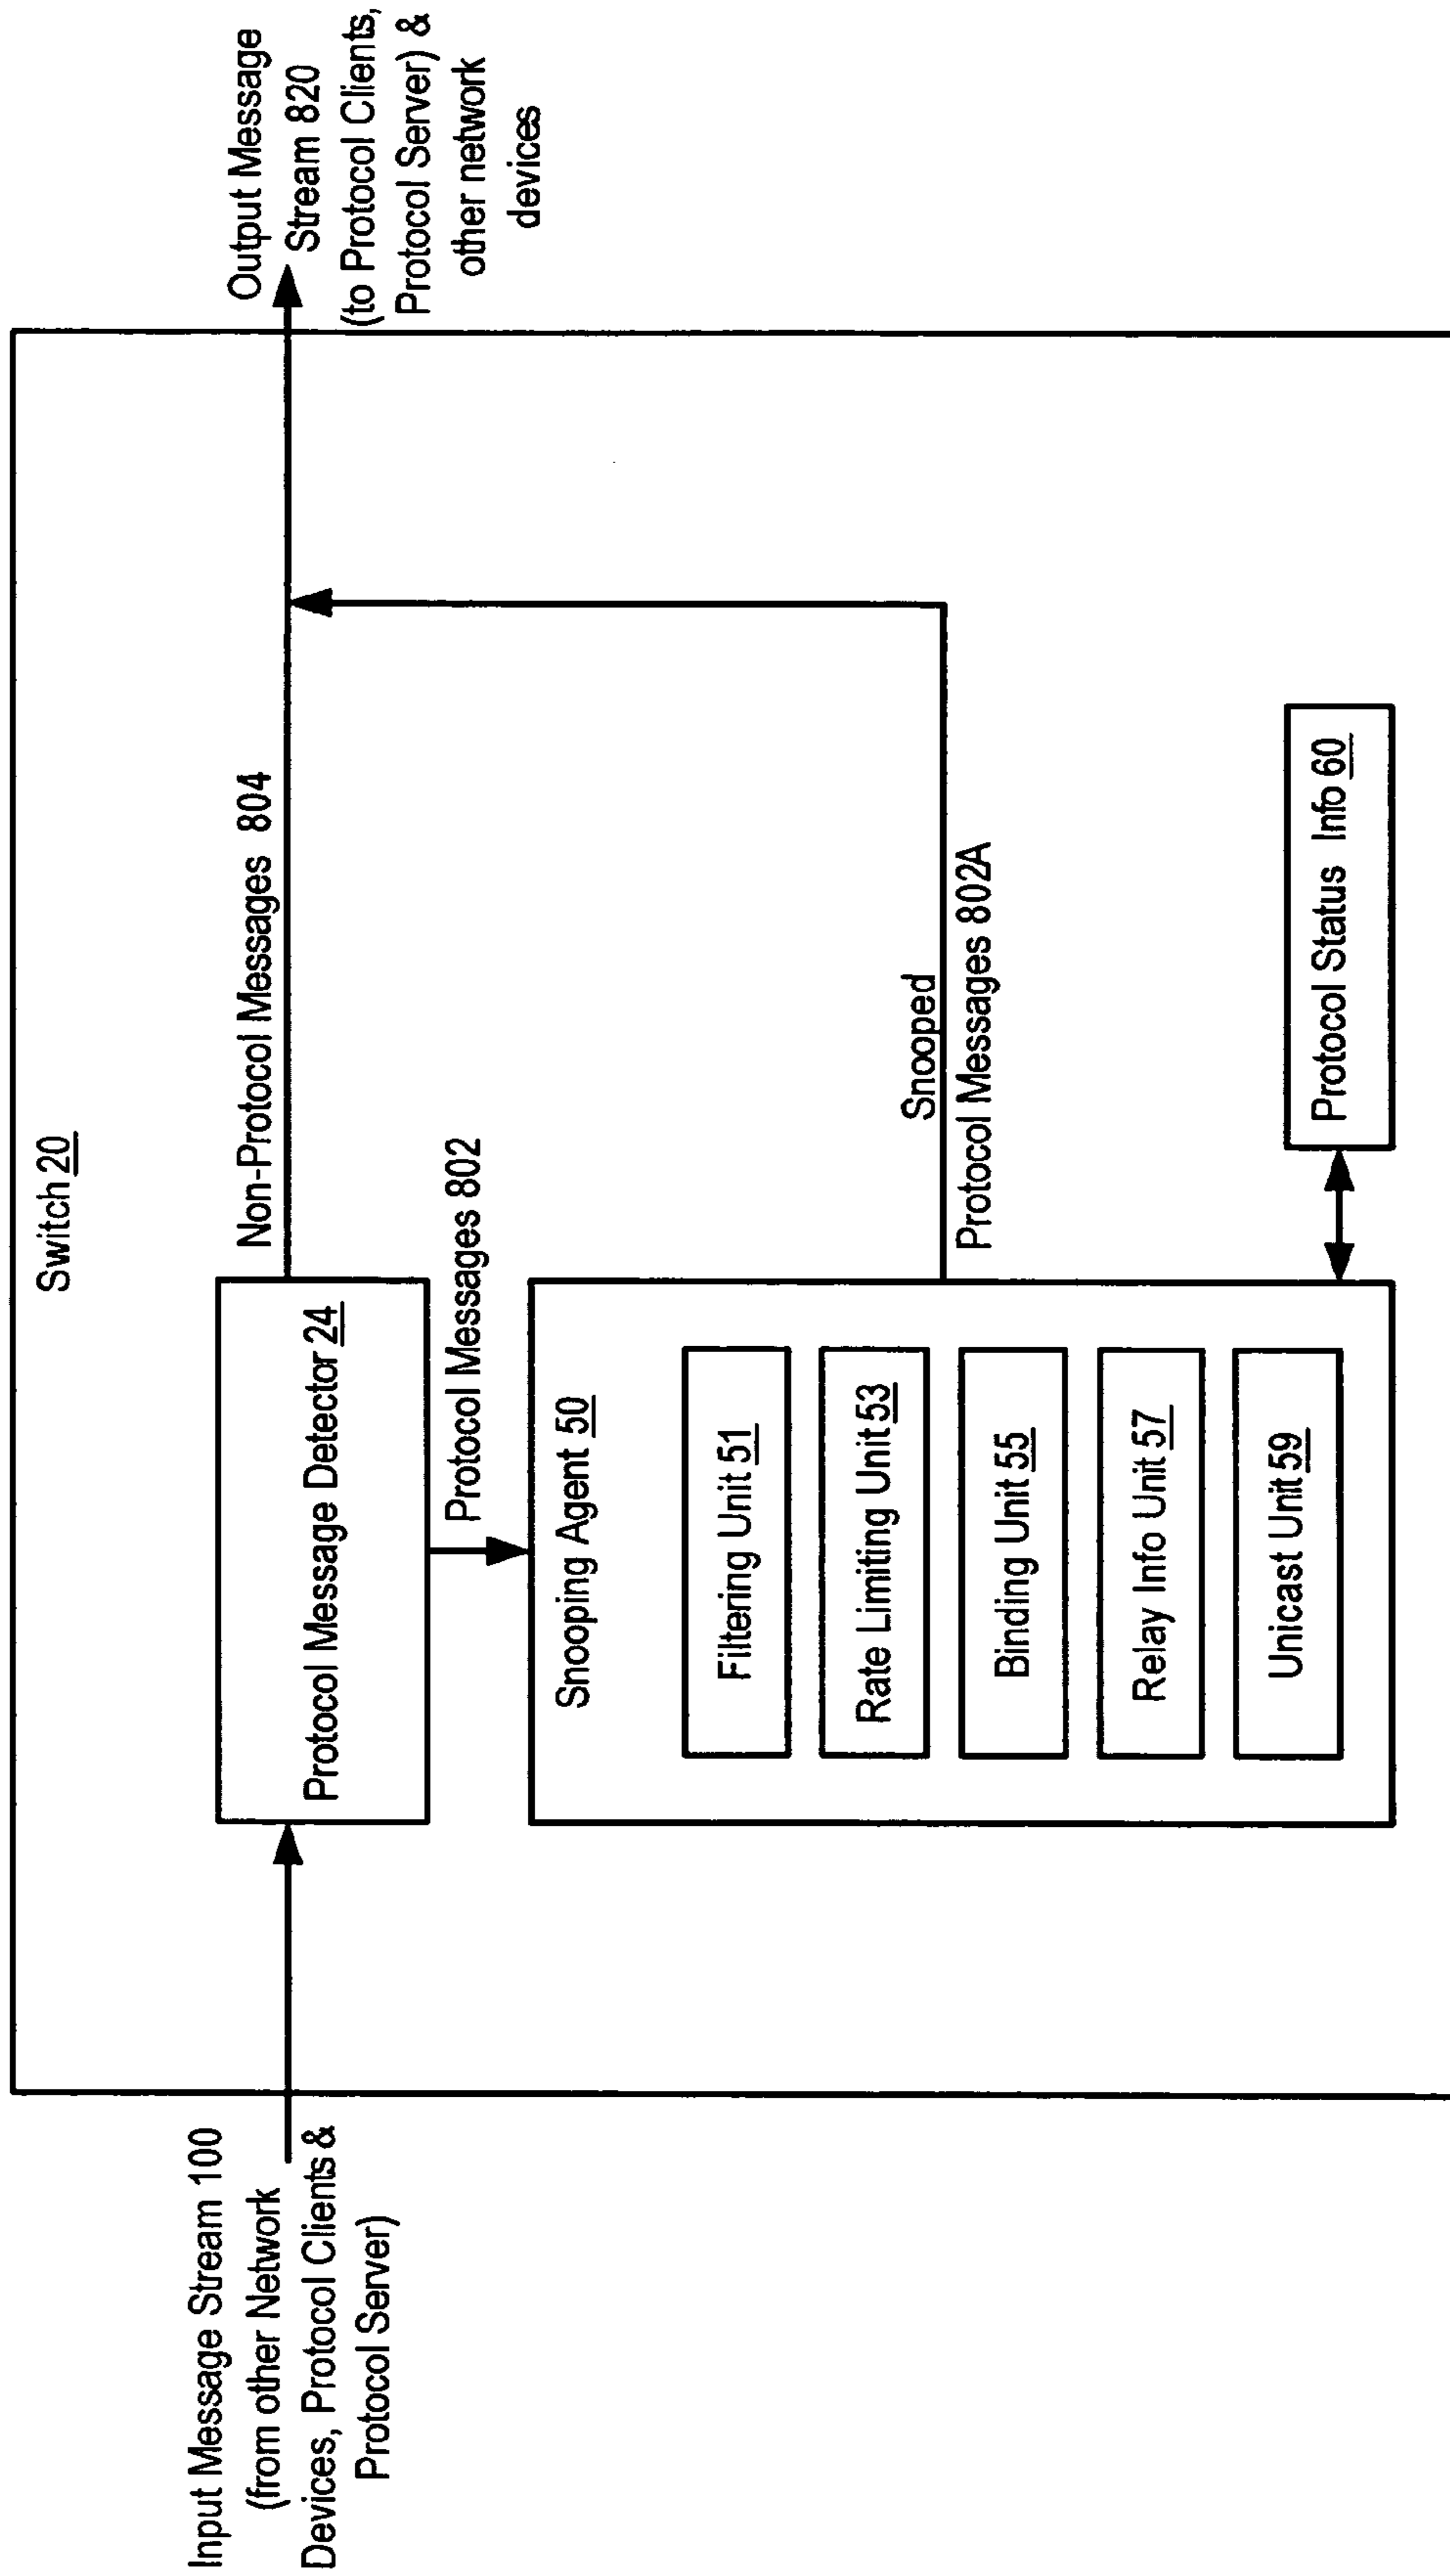 Switch 20
Input Message Stream 100
(from other Network
Devices, Protocol Clients &
Protocol Server)
Protocol Message Detector 24
Non-Protocol Messages 804
Output Message
Stream 820
(to Protocol Clients,
Protocol Server) &
other network
devices
Protocol Messages 802
Snooping Agent 50
Filtering Unit 51
Rate Limiting Unit 53
Binding Unit 55
Relay Info Unit 57
Unicast Unit 59
Snooped
Protocol Messages 802A
Protocol Status Info 60